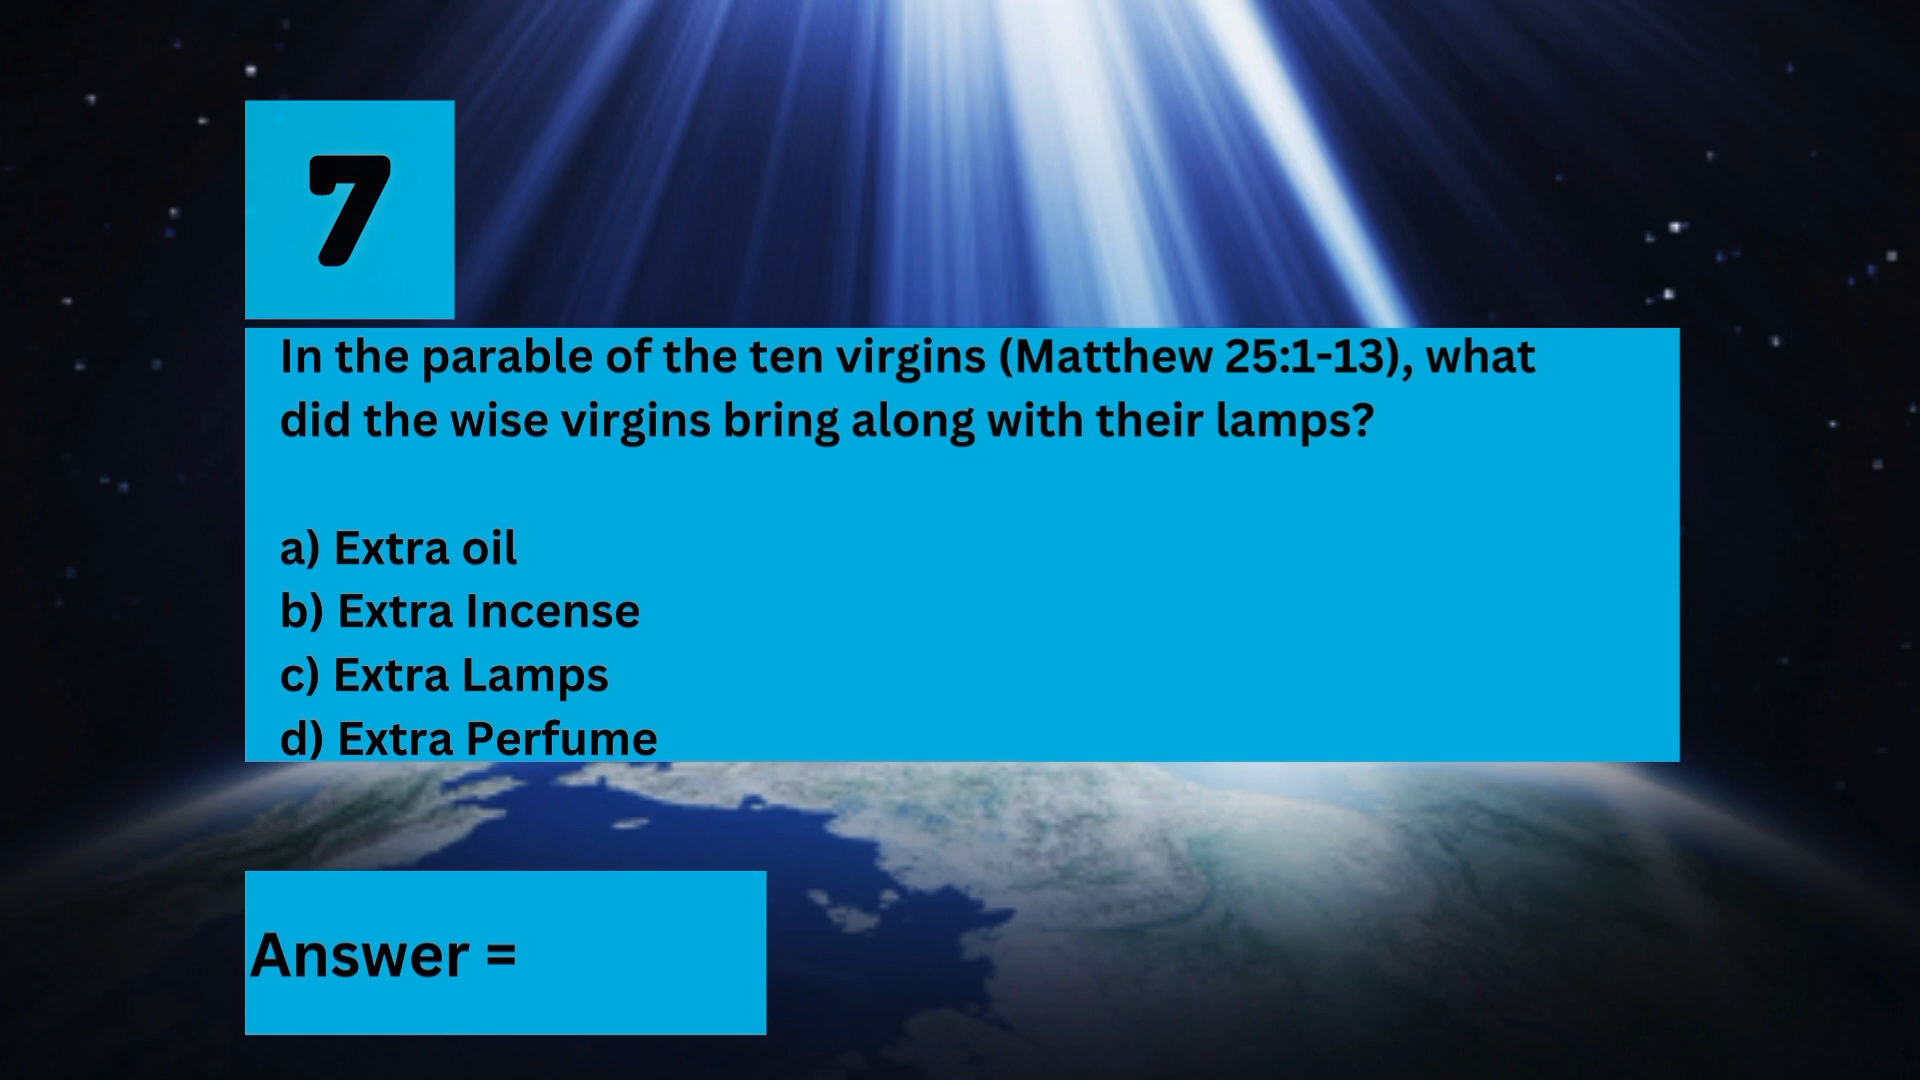 7
In the parable of the ten virgins (Matthew 25:1-13), what
did the wise virgins bring along with their lamps?
a) Extra oil
b) Extra Incense
c) Extra Lamps
d) Extra Perfume
Answer =